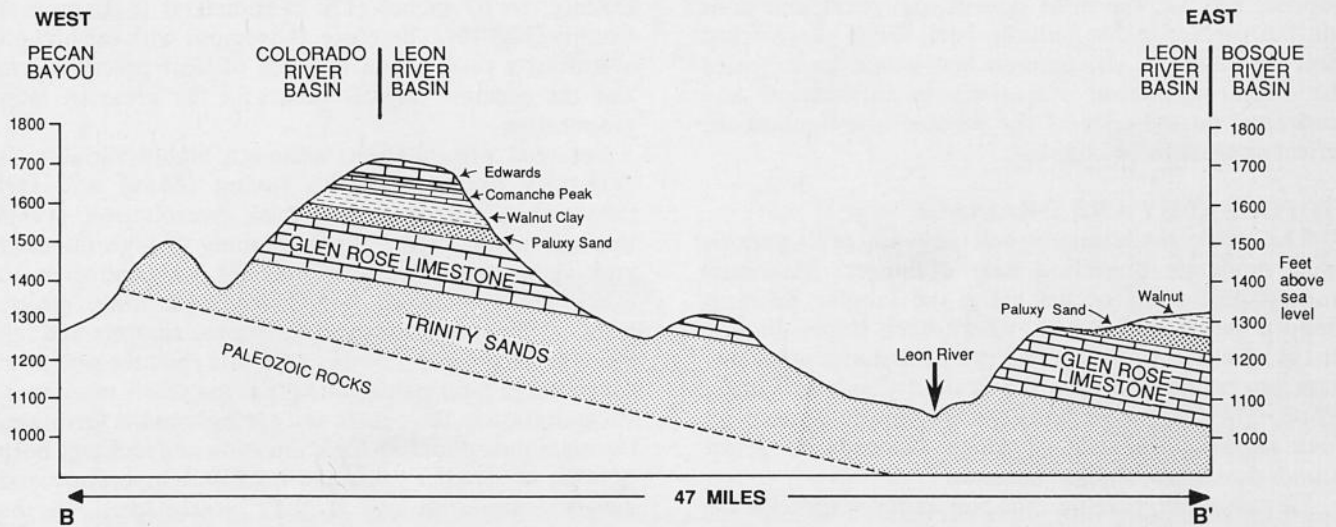 WEST
EAST
PECAN
BAYOU
COLORADO
RIVER
BASIN
LEON
RIVER
BASIN
LEON
RIVER
BASIN
BOSQUE
RIVER
BASIN
1800
1700
1600
1500
1400
1300
1200
1100
1000
Edwards
Comanche Peak
Walnut Clay
Paluxy Sand
GLEN ROSE LIMESTONE
TRINITY SANDS
PALEOZOIC ROCKS
Leon River
Paluxy Sand
Walnut
GLEN ROSE
LIMESTONE
1800
1700
1600
1500
1400
1300
1200
1100
1000
Feet
above
sea
level
47 MILES
B
B'